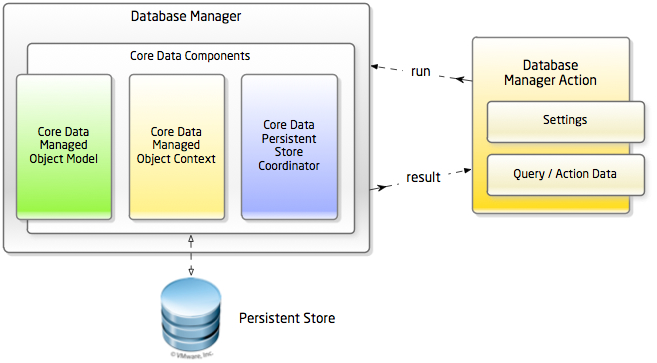 Database Manager
Core Data Components
Core Data
Managed
Object Model
Core Data
Managed
Object Context
Core Data
Persistent
Store
Coordinator
run
result
Database
Manager Action
Settings
Query / Action Data
Persistent Store
© VMware, Inc.